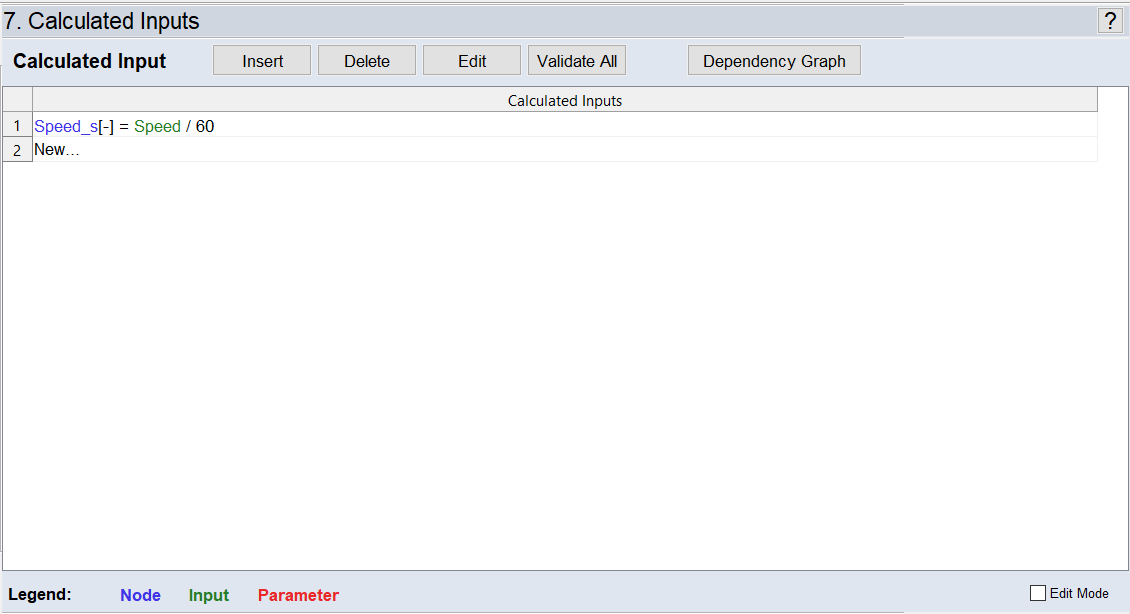 7. Calculated Inputs
?
Calculated Input
Insert
Delete
Edit
Validate All
Dependency Graph
Calculated Inputs
1 Speed_s[-] = Speed / 60
2 New...
Legend: Node Input Parameter
Edit Mode